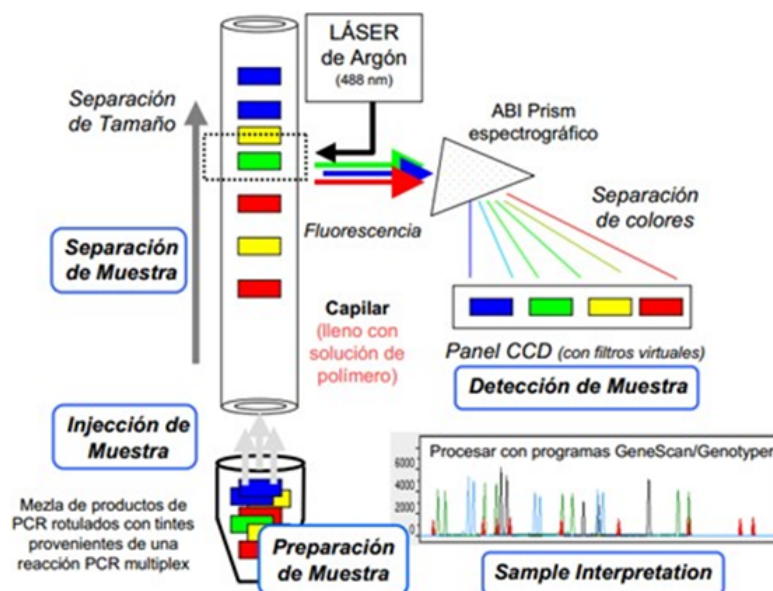 LÁSER
de Argón
(488 nm)
Separación
de Tamaño
ABI Prism
espectrográfico
Separación
de colores
Fluorescencia
Separación
de Muestra
Capilar
(lleno con
solución de
polímero)
Panel CCD (con filtros virtuales)
Detección de Muestra
Injección de
Muestra
Mezla de productos de
PCR rotulados con tintes
provenientes de una
reacción PCR multiplex
Preparación
de Muestra
Procesar con programas GeneScan/Genotyper
6000
4000
2000
0
Sample Interpretation